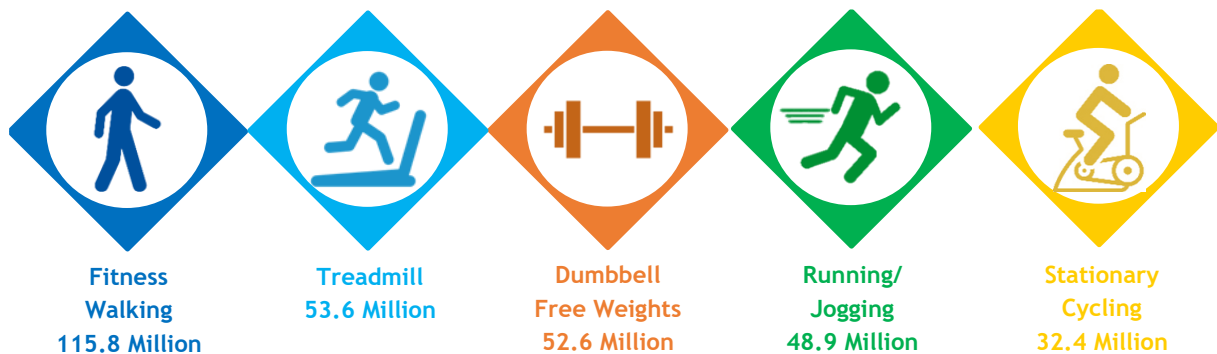 Fitness
Walking
115.8 Million
Treadmill
53.6 Million
Dumbbell
Free Weights
52.6 Million
Running/
Jogging
48.9 Million
Stationary
Cycling
32.4 Million